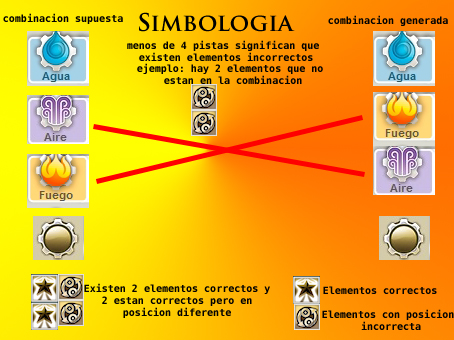 combinacion supuesta
SIMBOLOGIA
combinacion generada
menos de 4 pistas significan que
existen elementos incorrectos
ejemplo: hay 2 elementos que no
estan en la combinacion
Agua
Agua
Aire
Fuego
Fuego
Aire
Existen 2 elementos correctos y
2 estan correctos pero en
posicion diferente
Elementos correctos
Elementos con posicion
incorrecta